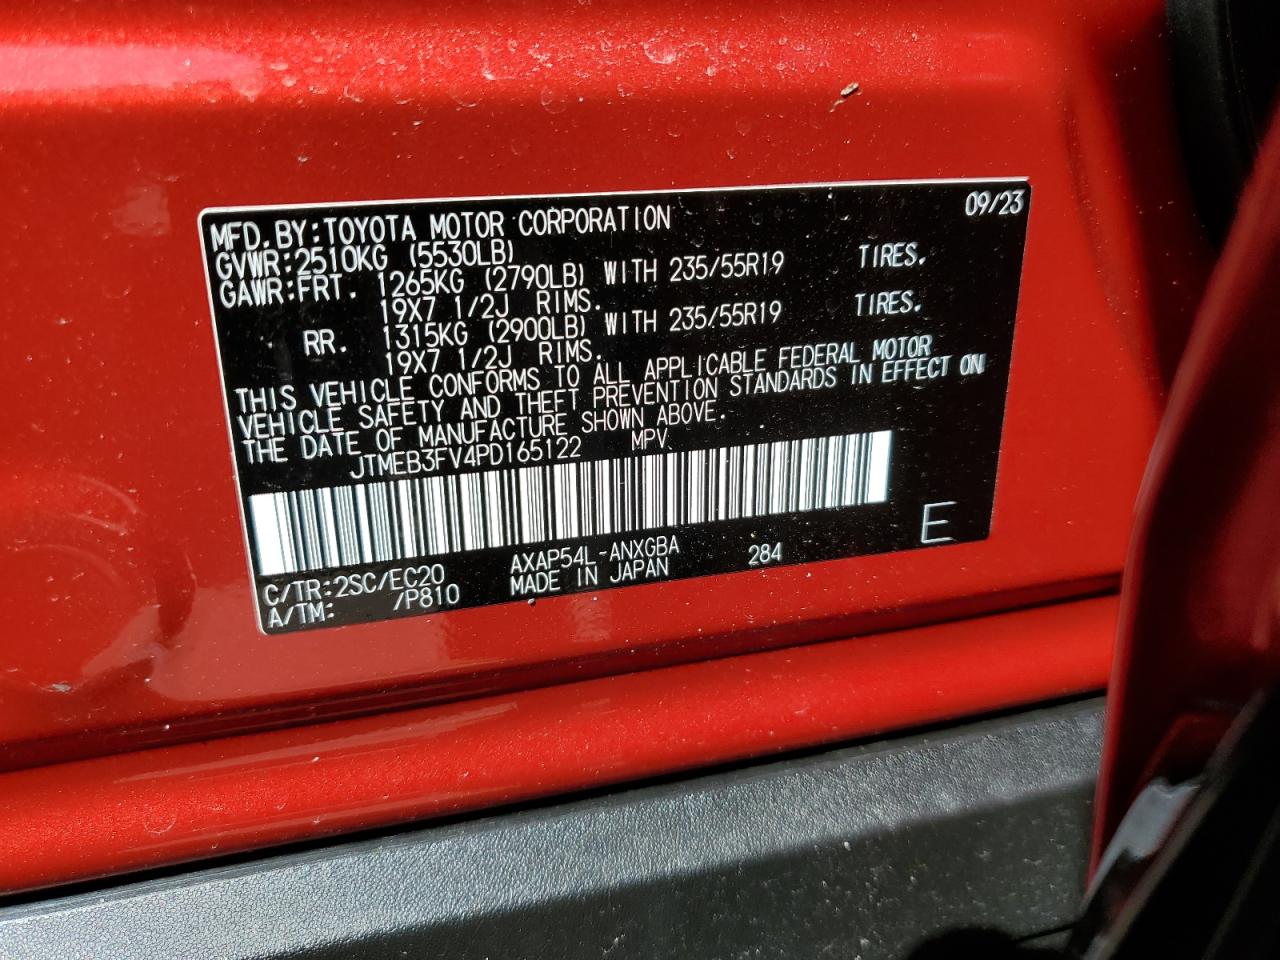 09/23
MFD. BY: TOYOTA MOTOR CORPORATION
GVWR: 2510KG (5530LB)
GAWR: FRT. 1265KG (2790LB) WITH 235/55R19 TIRES.
19X7 1/2J RIMS.
RR. 1315KG (2900LB) WITH 235/55R19 TIRES.
19X7 1/2J RIMS.
THIS VEHICLE CONFORMS TO ALL APPLICABLE FEDERAL MOTOR
VEHICLE SAFETY AND THEFT PREVENTION STANDARDS IN EFFECT ON
THE DATE OF MANUFACTURE SHOWN ABOVE.
JTMEB3FV4PD165122 MPV
C/TR: 2SC/EC20 AXAP54L-ANXGBA 284 E
A/TM: /P810 MADE IN JAPAN